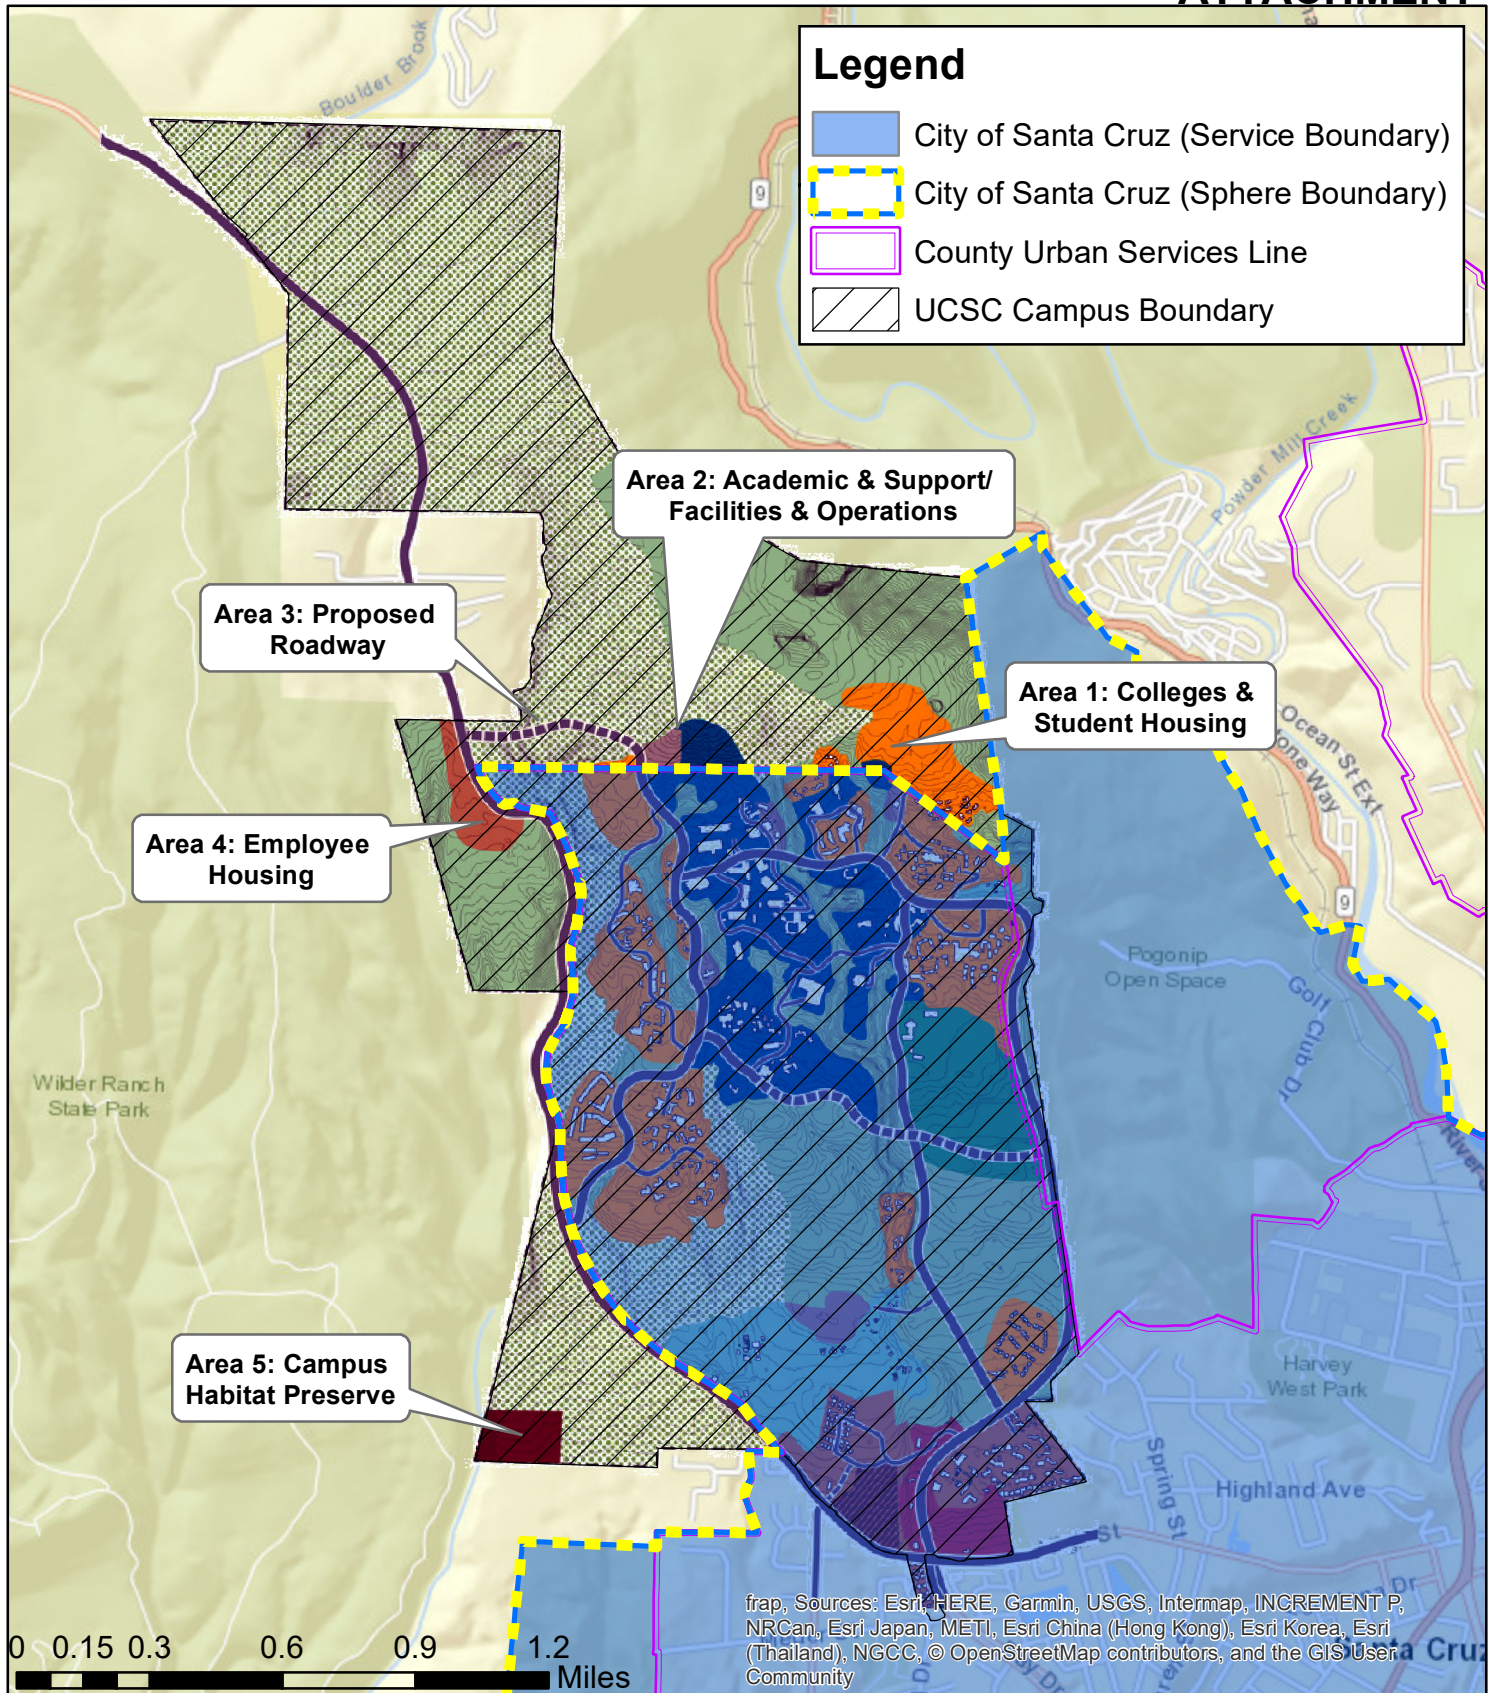 ATTACHMENT
Legend
City of Santa Cruz (Service Boundary)
City of Santa Cruz (Sphere Boundary)
County Urban Services Line
UCSC Campus Boundary
Boulder Brook
9
Powder Mill Creek
Area 2: Academic & Support/
Facilities & Operations
Area 3: Proposed
Roadway
Area 1: Colleges &
Student Housing
Ocean St Ext
Area 4: Employee
Housing
9
Pogonip
Open Space
Golf Club Dr
Wilder Ranch
State Park
Area 5: Campus
Habitat Preserve
Harvey
West Park
Spring St
Highland Ave
St
frap, Sources: Esri, HERE, Garmin, USGS, Intermap, INCREMENT P,
NRCan, Esri Japan, METI, Esri China (Hong Kong), Esri Korea, Esri
(Thailand), NGCC, © OpenStreetMap contributors, and the GIS User
Community
Santa Cruz
0 0.15 0.3 0.6 0.9 1.2
Miles